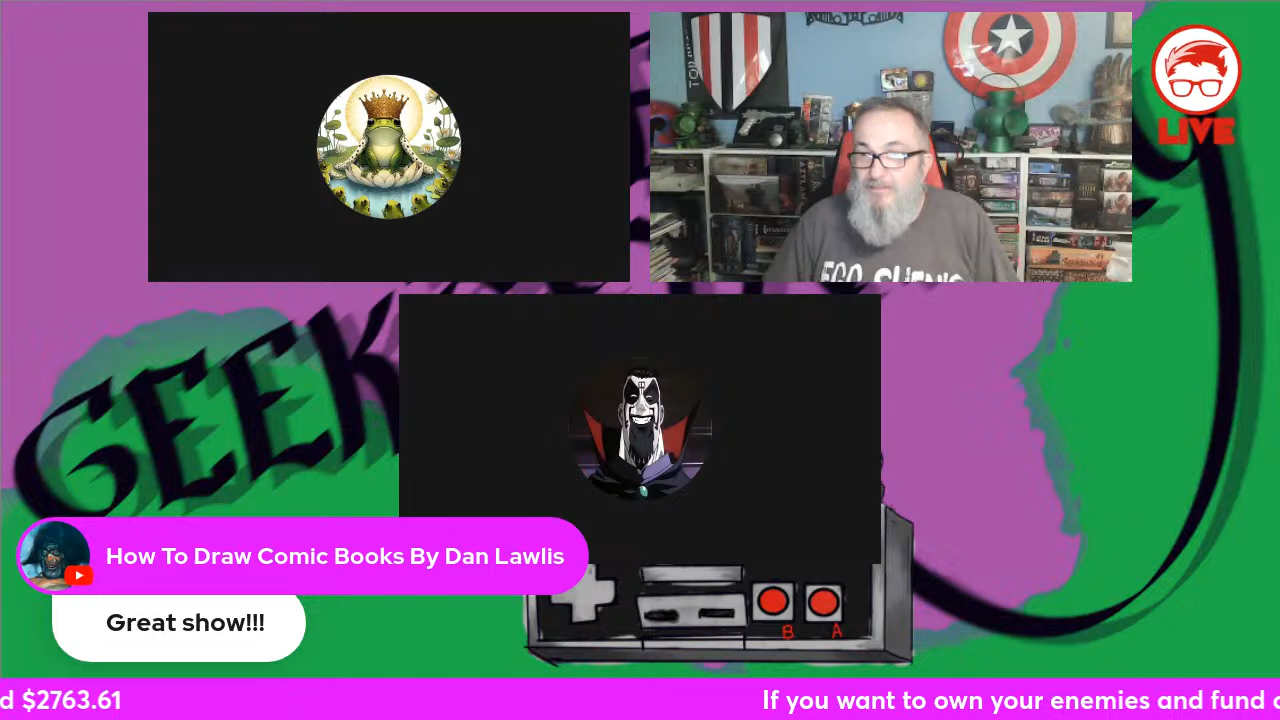 LIVE
GEEK
How To Draw Comic Books By Dan Lawlis
Great show!!!
B A
d $2763.61
If you want to own your enemies and fund